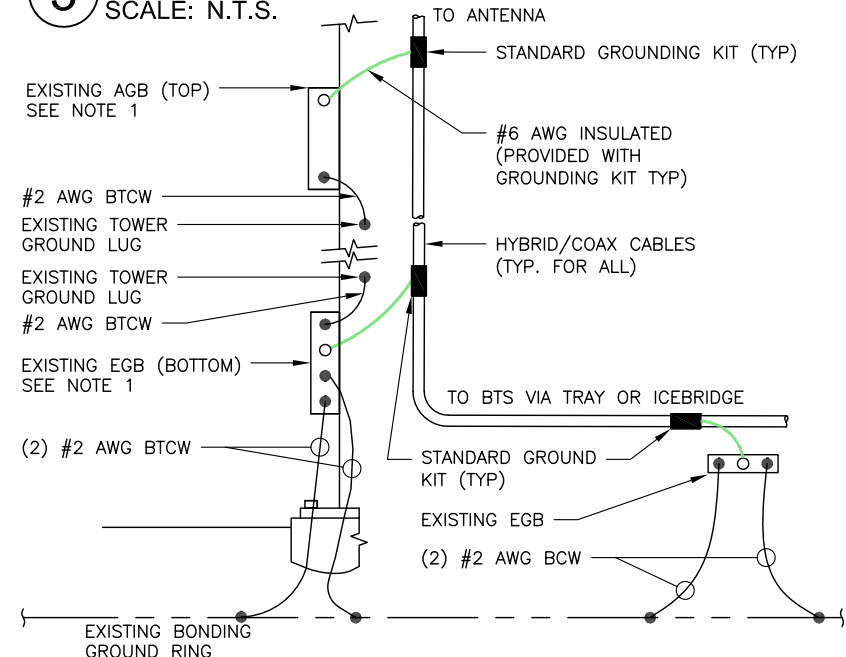 SCALE: N.T.S.
TO ANTENNA
STANDARD GROUNDING KIT (TYP)
EXISTING AGB (TOP)
SEE NOTE 1
#6 AWG INSULATED
(PROVIDED WITH
GROUNDING KIT TYP)
#2 AWG BTCW
EXISTING TOWER
GROUND LUG
HYBRID/COAX CABLES
(TYP. FOR ALL)
EXISTING TOWER
GROUND LUG
#2 AWG BTCW
EXISTING EGB (BOTTOM)
SEE NOTE 1
TO BTS VIA TRAY OR ICEBRIDGE
(2) #2 AWG BTCW
STANDARD GROUND
KIT (TYP)
EXISTING EGB
(2) #2 AWG BCW
EXISTING BONDING
GROUND RING